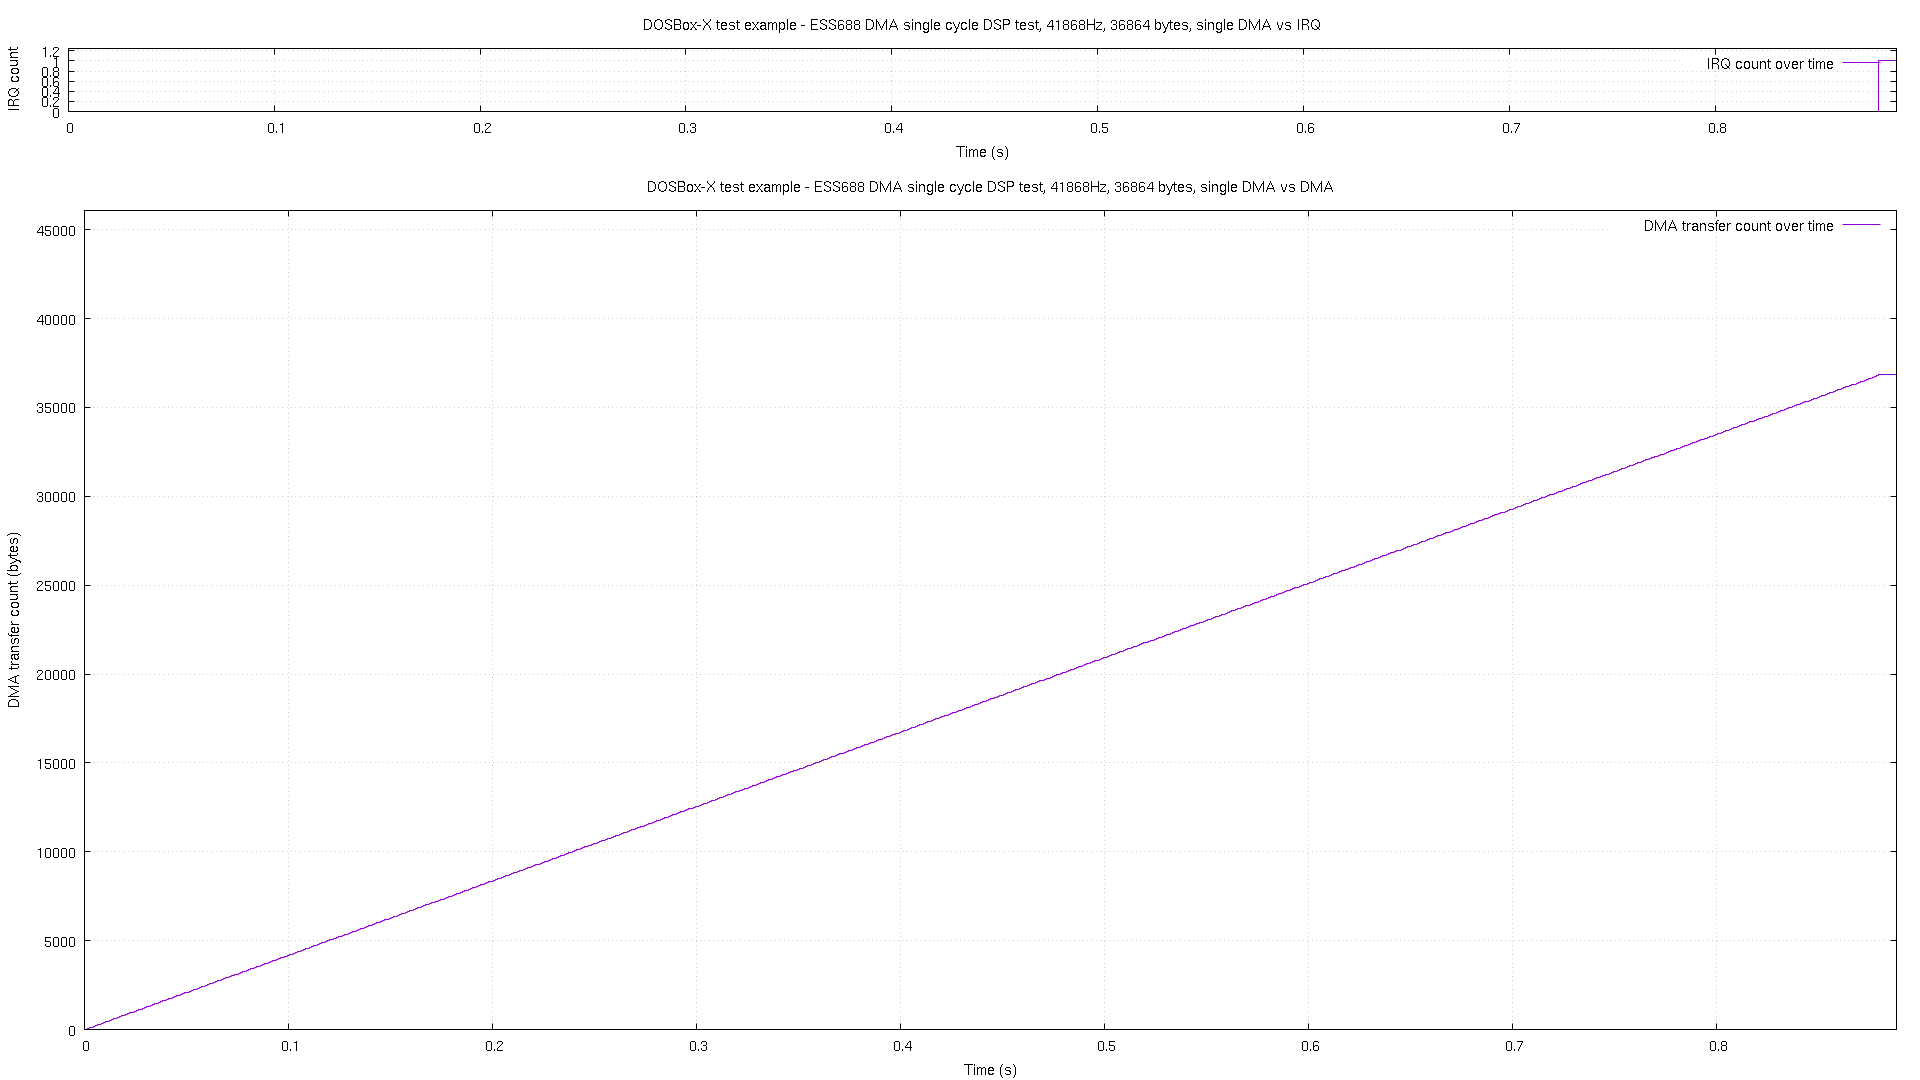 DOSBox-X test example - ESS688 DMA single cycle DSP test, 41868Hz, 36864 bytes, single DMA vs IRQ
IRQ count
1.2
1
0.8
0.6
0.4
0.2
0
IRQ count over time
0 0.1 0.2 0.3 0.4 0.5 0.6 0.7 0.8
Time (s)
DOSBox-X test example - ESS688 DMA single cycle DSP test, 41868Hz, 36864 bytes, single DMA vs DMA
DMA transfer count (bytes)
DMA transfer count over time
45000
40000
35000
30000
25000
20000
15000
10000
5000
0
0 0.1 0.2 0.3 0.4 0.5 0.6 0.7 0.8
Time (s)